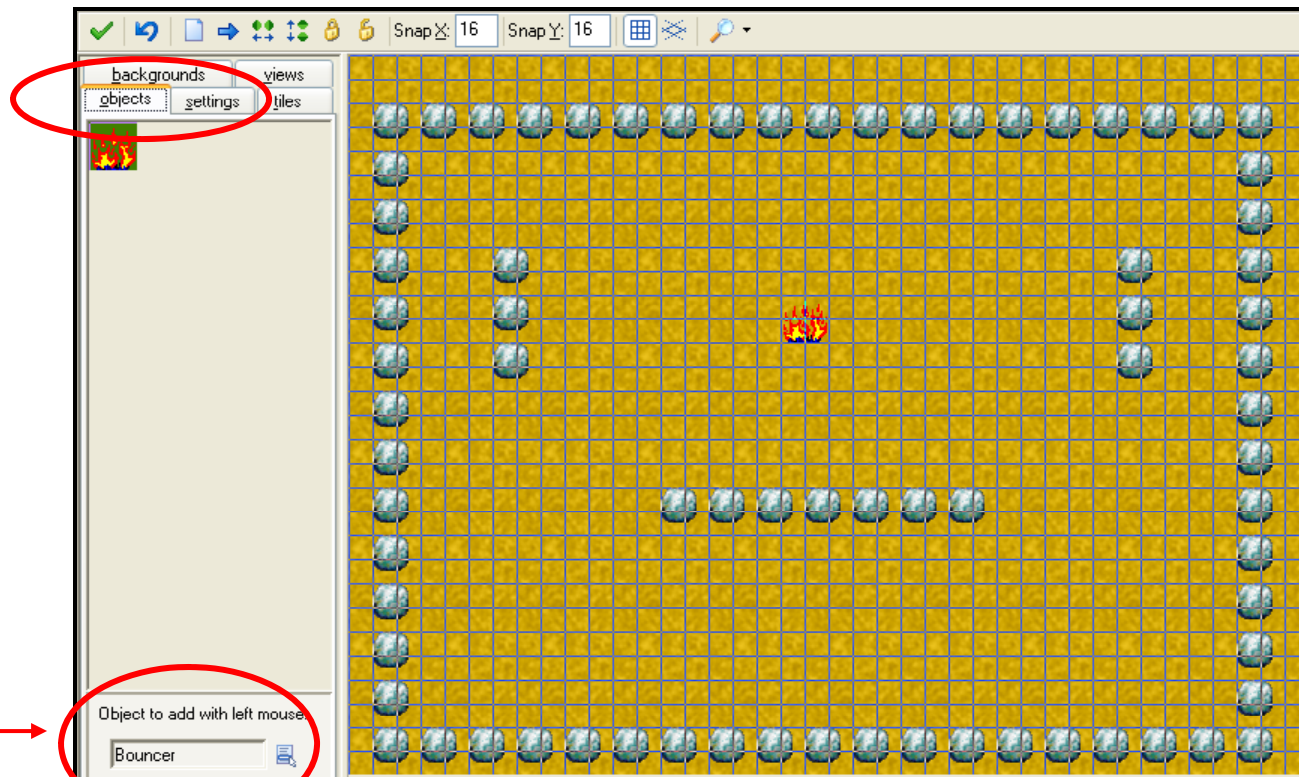 Snap X: 16 Snap Y: 16
backgrounds views
objects settings tiles
Object to add with left mouse:
Bouncer